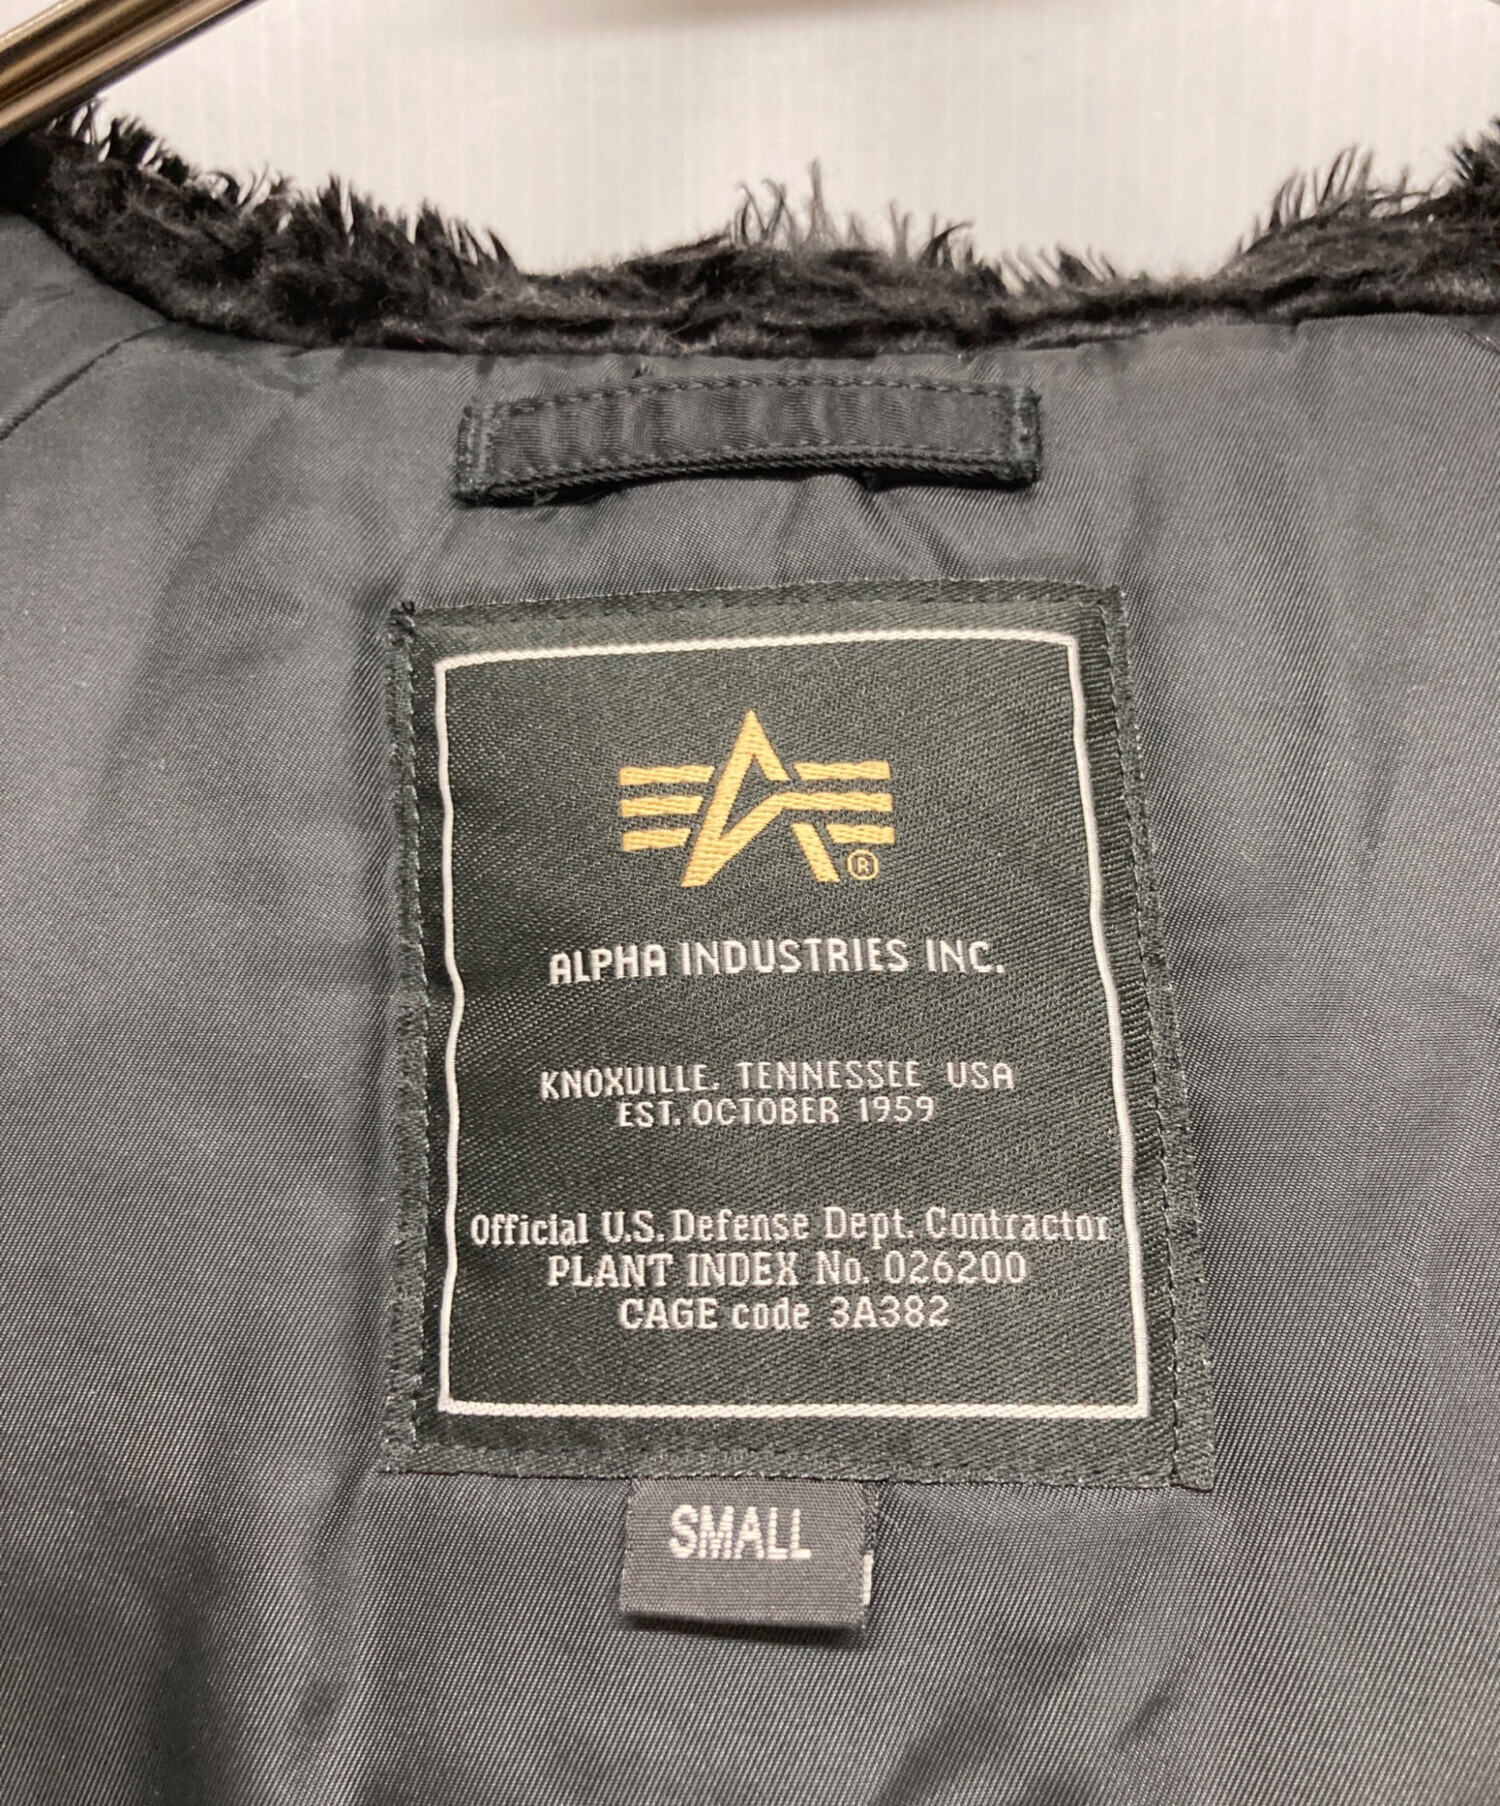 ®
ALPHA INDUSTRIES INC.
KNOXVILLE. TENNESSEE USA
EST. OCTOBER 1959
Official U.S. Defense Dept. Contractor
PLANT INDEX No. 026200
CAGE code 3A382
SMALL